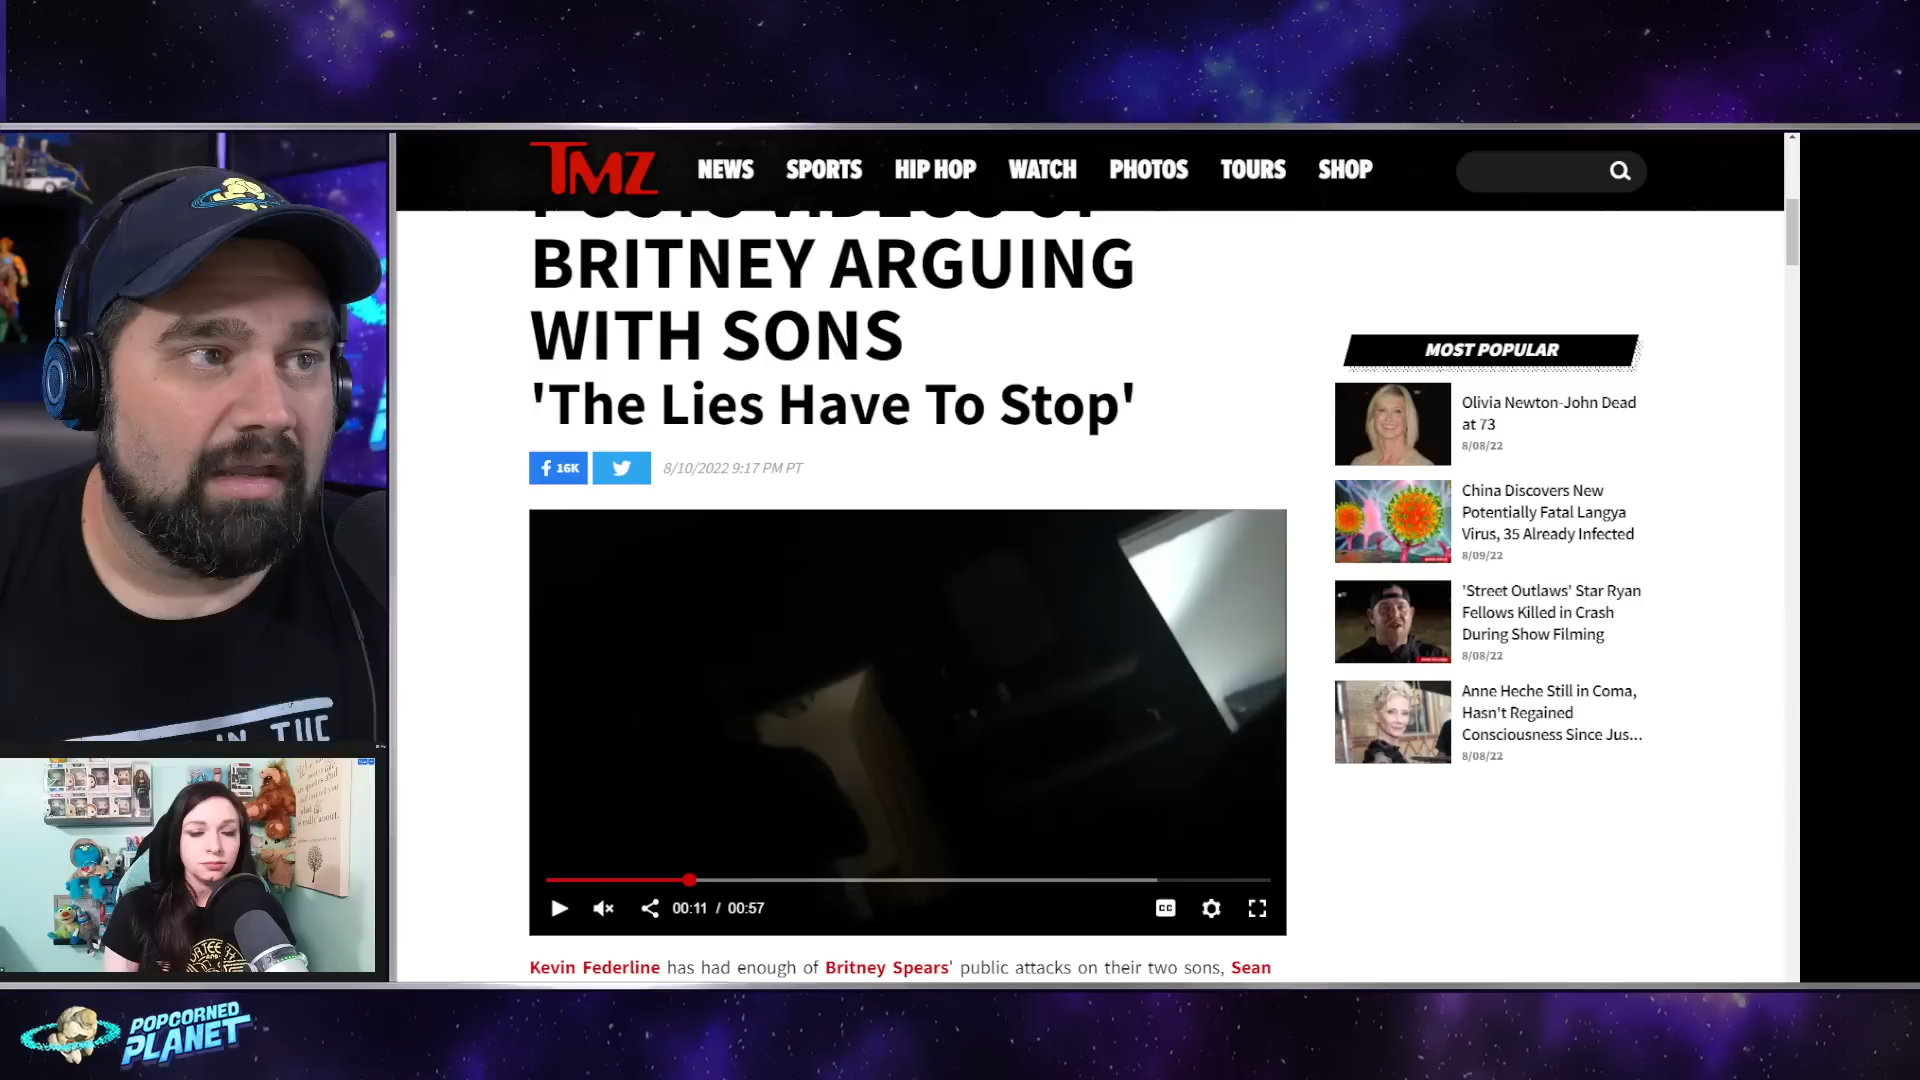 TMZ
NEWS SPORTS HIP HOP WATCH PHOTOS TOURS SHOP
BRITNEY ARGUING
WITH SONS
'The Lies Have To Stop'
16K
8/10/2022 9:17 PM PT
00:11 / 00:57
CC
Kevin Federline has had enough of Britney Spears' public attacks on their two sons, Sean
MOST POPULAR
Olivia Newton-John Dead
at 73
8/08/22
China Discovers New
Potentially Fatal Langya
Virus, 35 Already Infected
8/09/22
'Street Outlaws' Star Ryan
Fellows Killed in Crash
During Show Filming
8/08/22
Anne Heche Still in Coma,
Hasn't Regained
Consciousness Since Jus...
8/08/22
IN THE
POPCORNED
PLANET